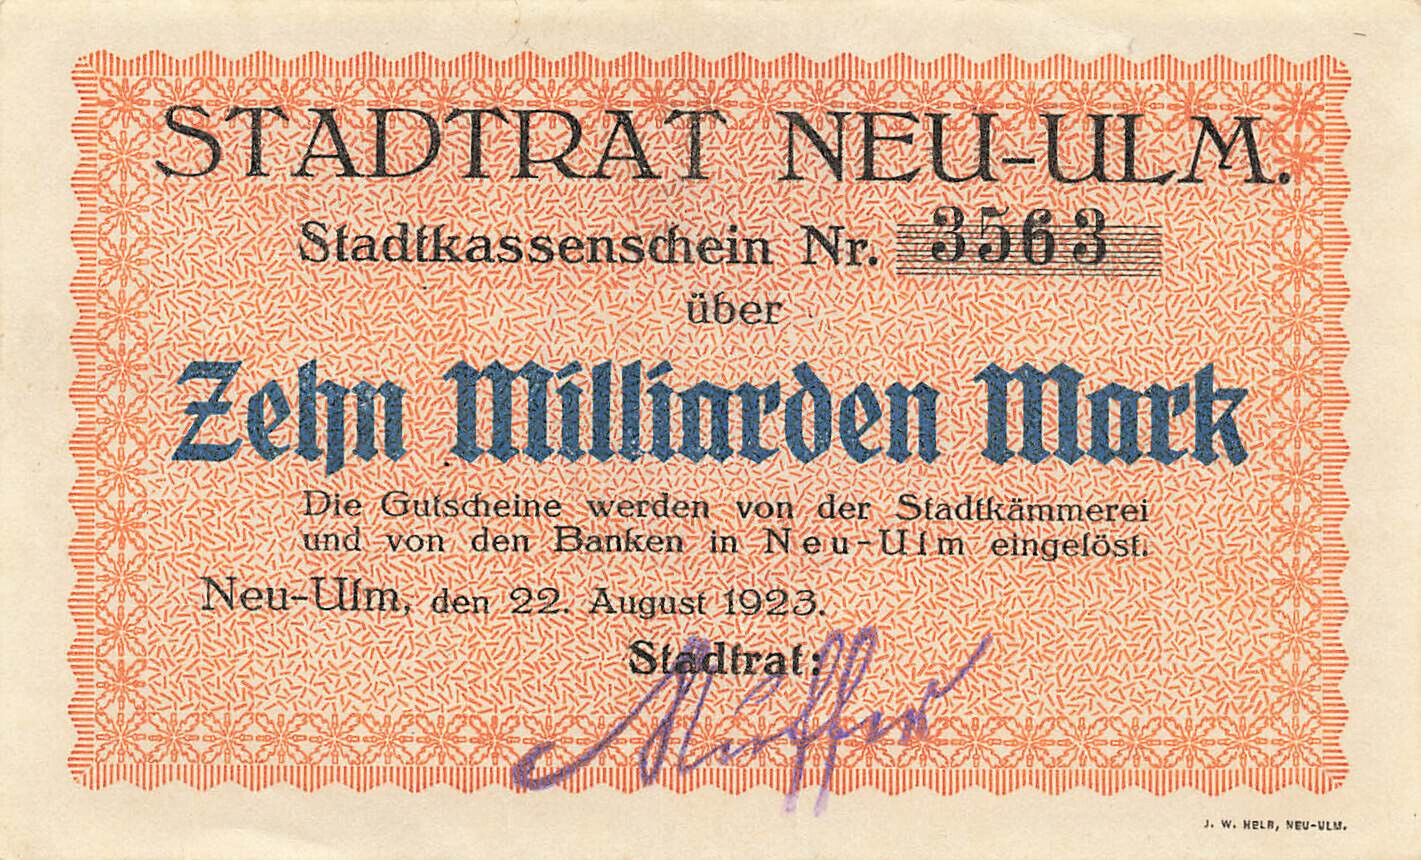 STADTRAT NEU-ULM.
Stadtkassenschein Nr. 3563
über
Zehn Milliarden Mark
Die Gutscheine werden von der Stadtkämmerei
und von den Banken in Neu-Ulm eingelöst.
Neu-Ulm, den 22. August 1923.
Stadtrat:
J. W. HELB, NEU-ULM.